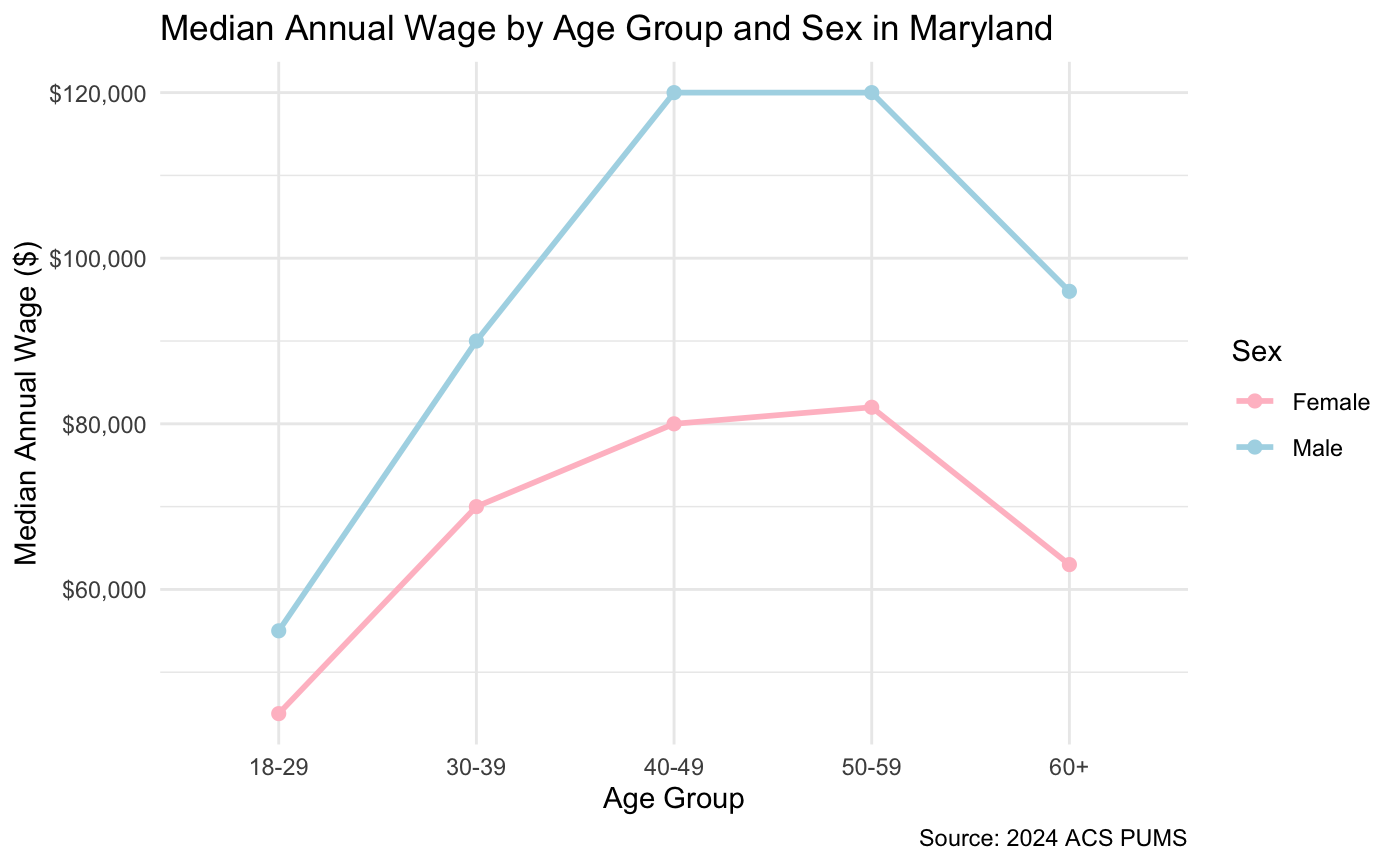 Median Annual Wage by Age Group and Sex in Maryland
Median Annual Wage ($)
$120,000
$100,000
$80,000
$60,000
18-29 30-39 40-49 50-59 60+
Age Group
Sex
Female
Male
Source: 2024 ACS PUMS